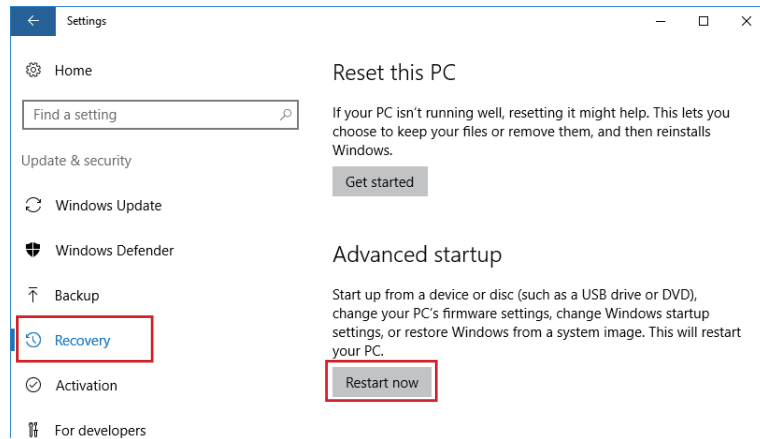 Settings
Home
Find a setting
Update & security
Windows Update
Windows Defender
Backup
Recovery
Activation
For developers
Reset this PC
If your PC isn't running well, resetting it might help. This lets you
choose to keep your files or remove them, and then reinstalls
Windows.
Get started
Advanced startup
Start up from a device or disc (such as a USB drive or DVD),
change your PC's firmware settings, change Windows startup
settings, or restore Windows from a system image. This will restart
your PC.
Restart now